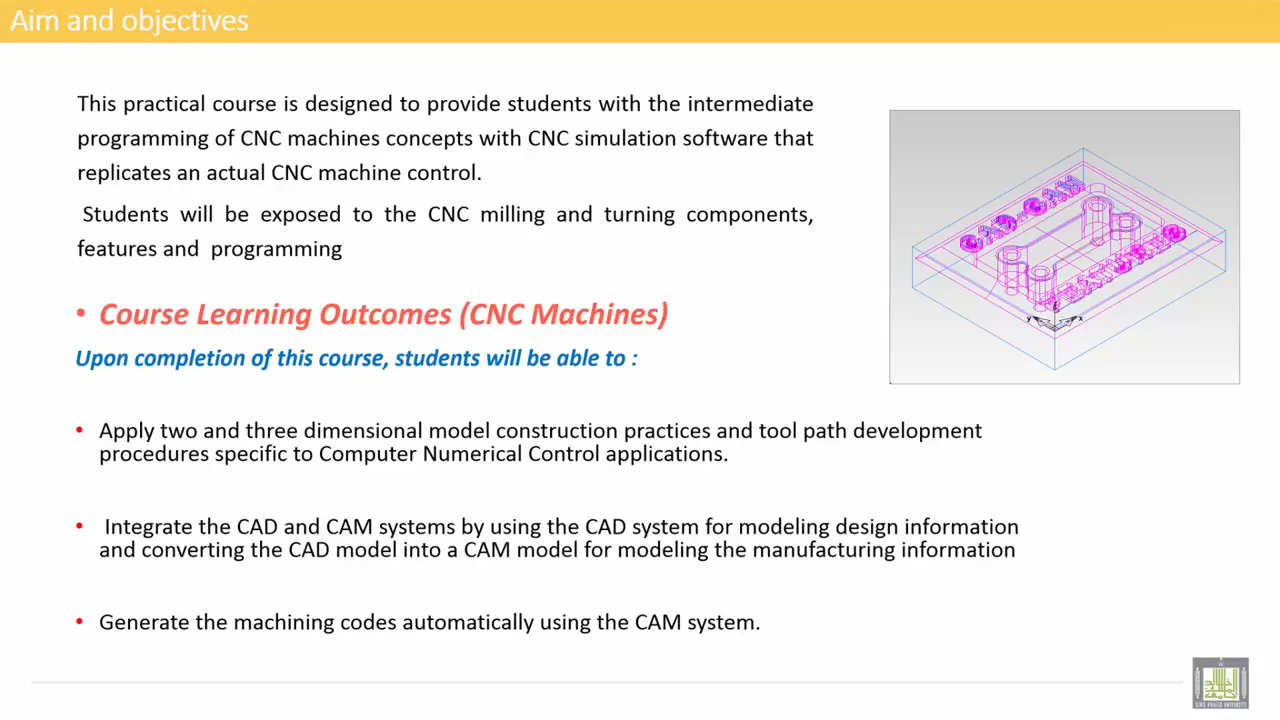 Aim and objectives
This practical course is designed to provide students with the intermediate
programming of CNC machines concepts with CNC simulation software that
replicates an actual CNC machine control.
Students will be exposed to the CNC milling and turning components,
features and programming
• Course Learning Outcomes (CNC Machines)
Upon completion of this course, students will be able to :
• Apply two and three dimensional model construction practices and tool path development
procedures specific to Computer Numerical Control applications.
• Integrate the CAD and CAM systems by using the CAD system for modeling design information
and converting the CAD model into a CAM model for modeling the manufacturing information
• Generate the machining codes automatically using the CAM system.
CAD-CAM
Y
X
KING KHALID UNIVERSITY